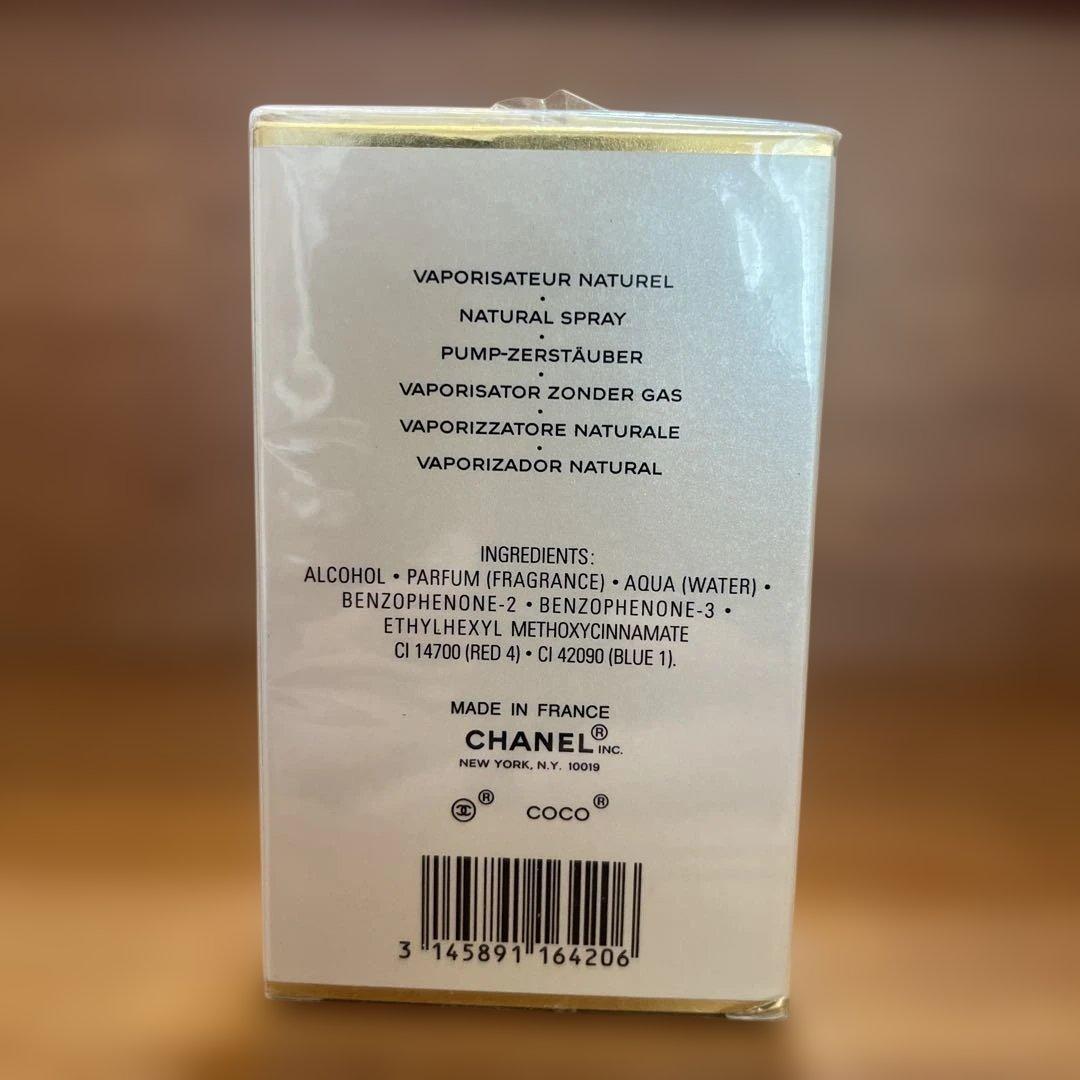 VAPORISATEUR NATUREL
•
NATURAL SPRAY
•
PUMP-ZERSTÄUBER
•
VAPORISATOR ZONDER GAS
•
VAPORIZZATORE NATURALE
•
VAPORIZADOR NATURAL
INGREDIENTS:
ALCOHOL • PARFUM (FRAGRANCE) • AQUA (WATER) •
BENZOPHENONE-2 • BENZOPHENONE-3 •
ETHYLHEXYL METHOXYCINNAMATE
CI 14700 (RED 4) • CI 42090 (BLUE 1).
MADE IN FRANCE
CHANEL® INC.
NEW YORK, N.Y. 10019
® COCO®
3 145891 164206